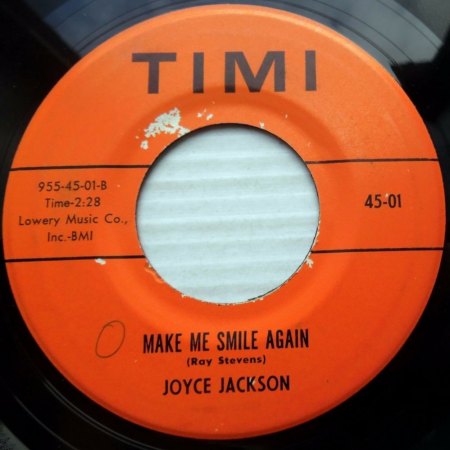 TIMI
955-45-01-B
Time-2:28
Lowery Music Co.,
Inc.-BMI
45-01
MAKE ME SMILE AGAIN
(Ray Stevens)
JOYCE JACKSON